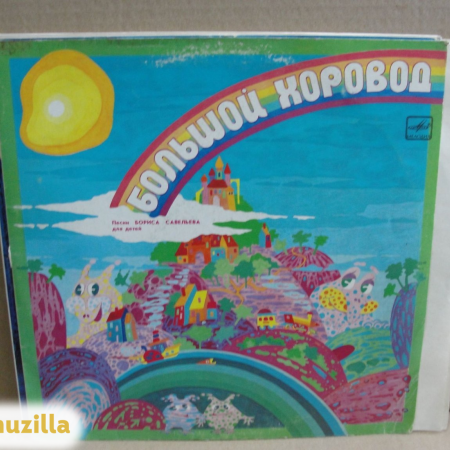 БОЛЬШОЙ ХОРОВОД
Песни БОРИСА САВЕЛЬЕВА
для детей
uzilla